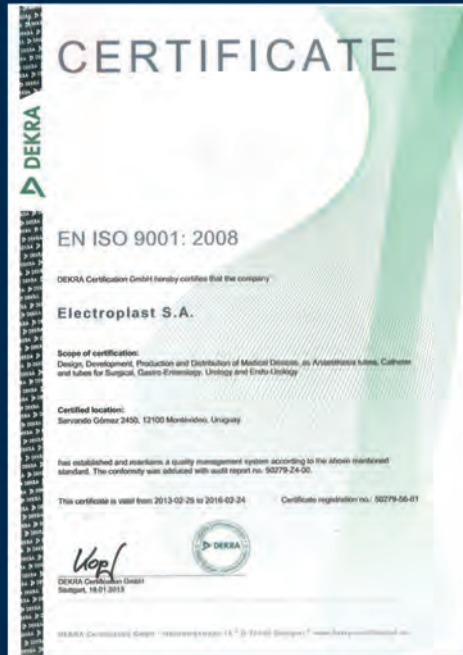 CERTIFICATE
DEKRA
EN ISO 9001: 2008
DEKRA Certification GmbH hereby certifies that the company
Electroplast S.A.
Scope of certification:
Design, Development, Production and Distribution of Medical Devices, as Anaesthesia tubes, Catheter
and tubes for Surgical, Gastro-Enterology, Urology and Endo-Urology
Certified location:
Servando Gómez 2450, 12100 Montevideo, Uruguay
has established and maintains a quality management system according to the above mentioned
standard. The conformity was adduced with audit report no. 50279-Z4-00.
This certificate is valid from 2013-02-25 to 2016-02-24 Certificate registration no.: 50279-56-01
DEKRA
DEKRA Certification GmbH
Stuttgart, 18.01.2013
DEKRA Certification GmbH